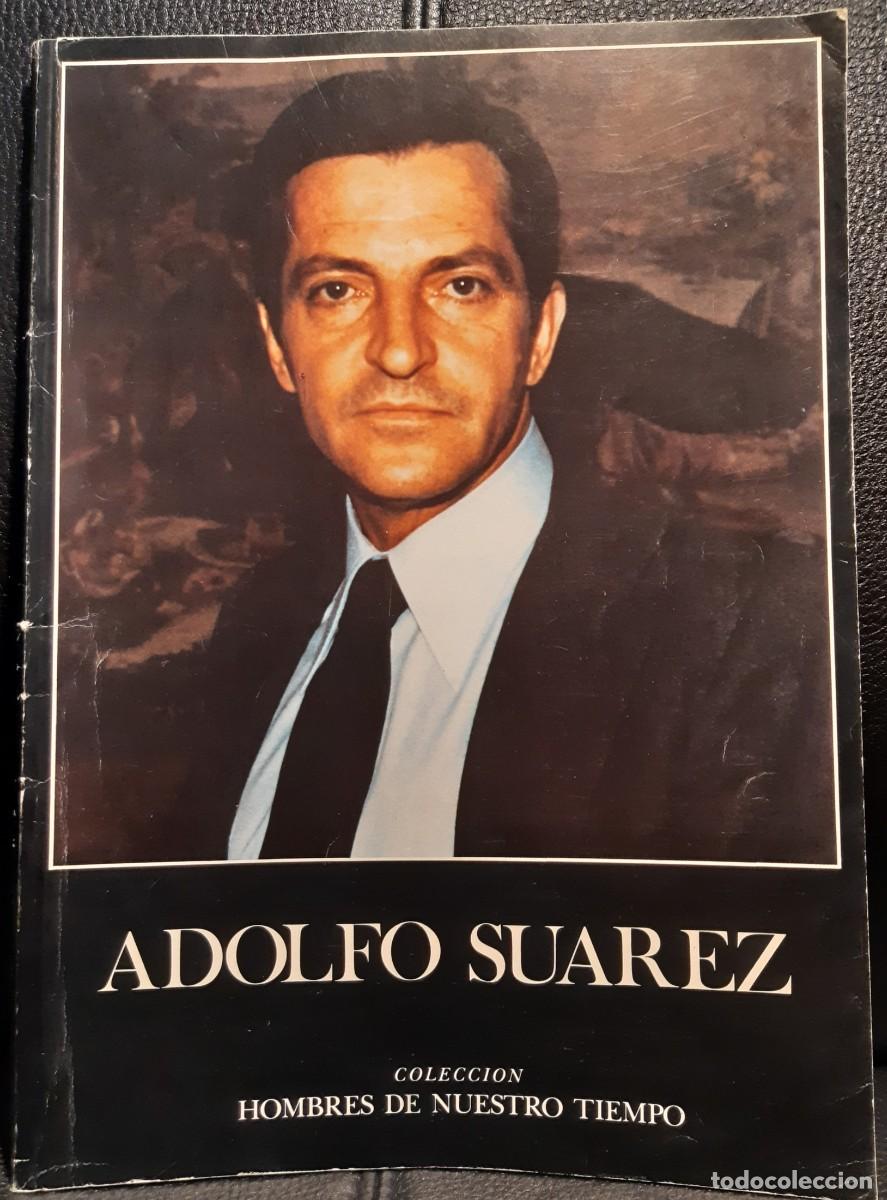 ADOLFO SUAREZ
COLECCION
HOMBRES DE NUESTRO TIEMPO
todocoleccion